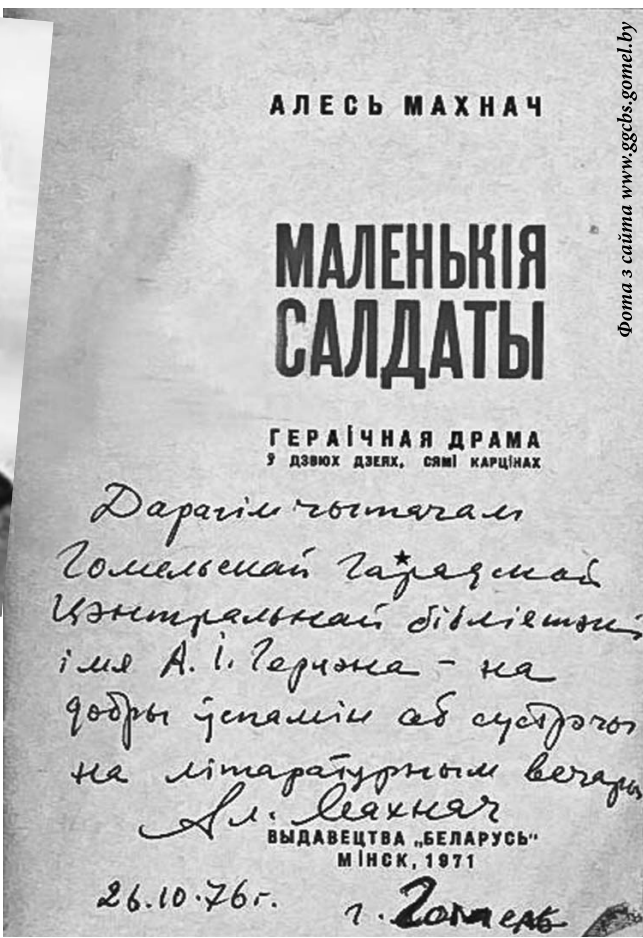 АЛЕСЬ МАХНАЧ
Фота з сайта www.ggcbs.gomel.by
МАЛЕНЬКІЯ
САЛДАТЫ
ГЕРАІЧНАЯ ДРАМА
Ў ДЗВЮХ ДЗЕЯХ, СЯМІ КАРЦІНАХ
Дарагім чытачам
Гомельскай гарадской
Цэнтральнай бібліятэкі
імя А. І. Герцэна – на
добры ўспамін аб сустрэчы
на літаратурным вечары
Ал. Махнач
ВЫДАВЕЦТВА „БЕЛАРУСЬ"
МІНСК, 1971
26.10.76 г.
г. Гомель